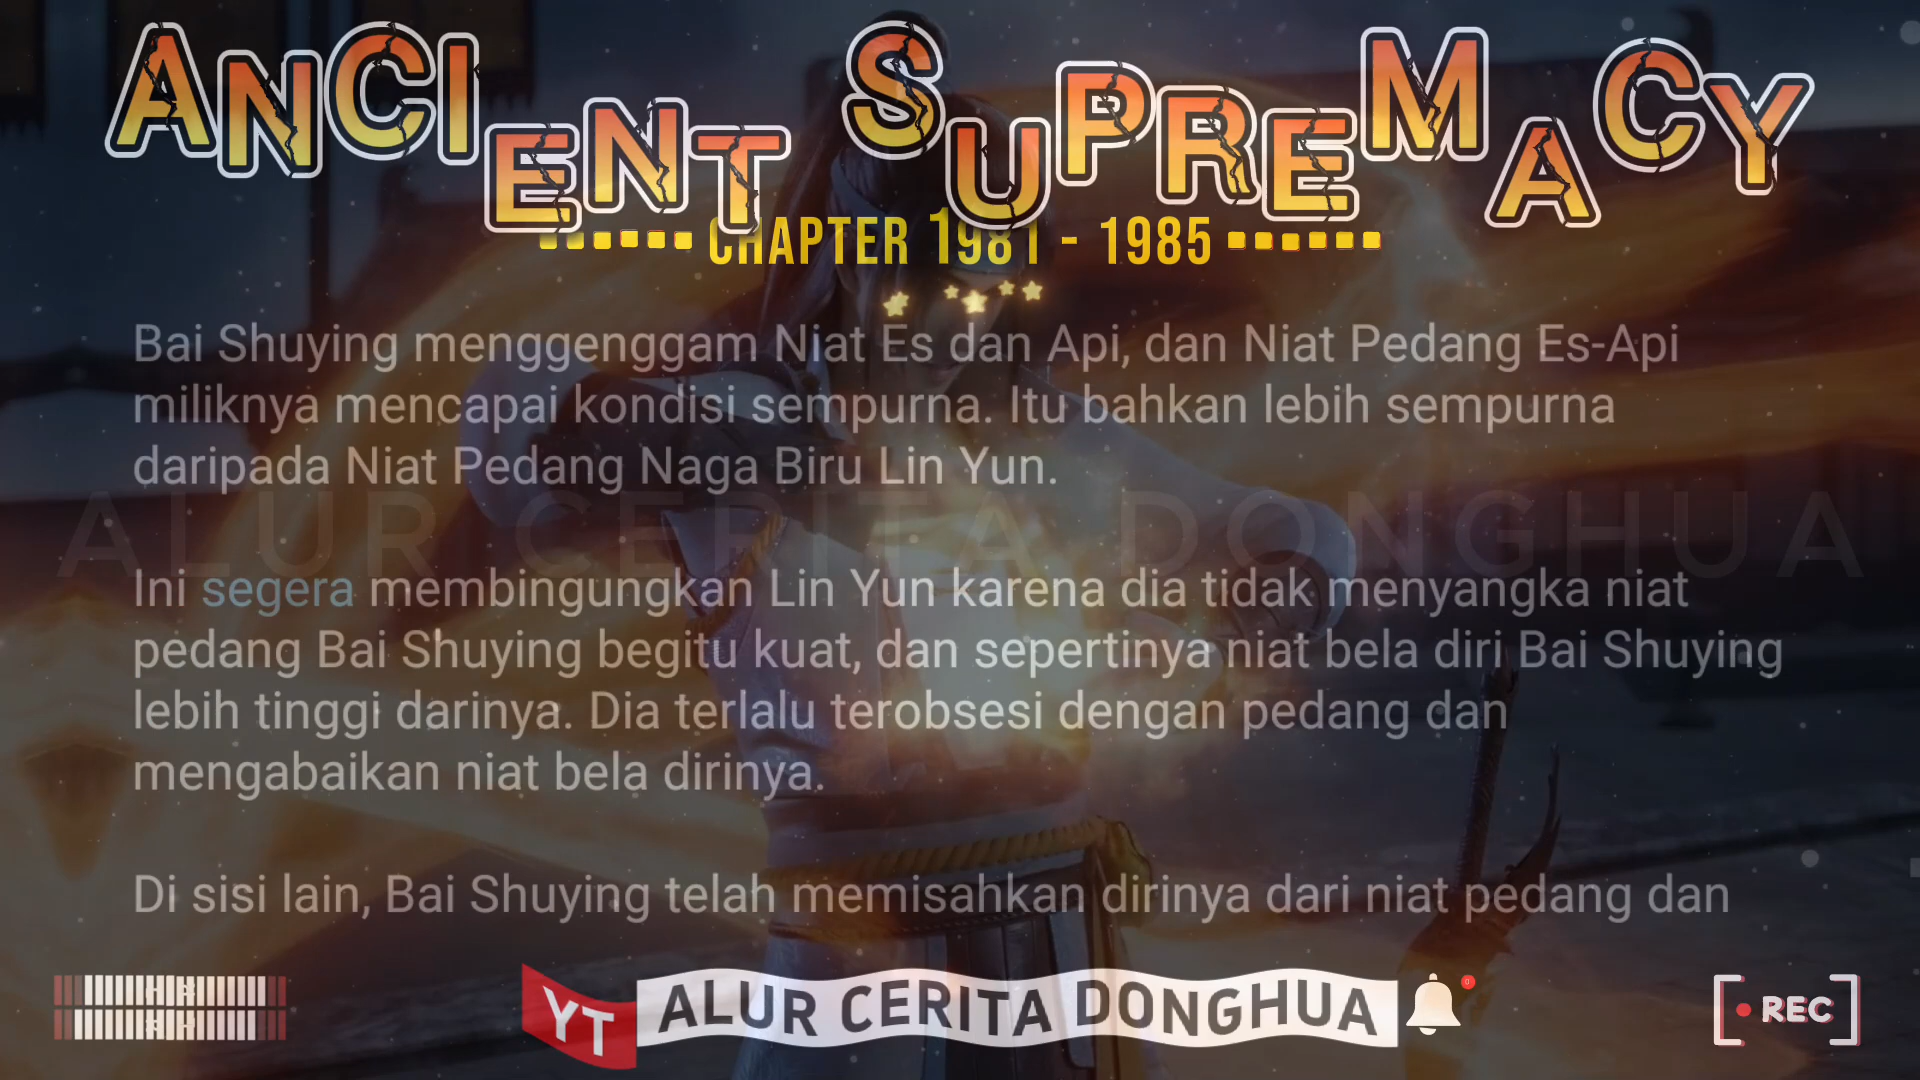 ANCIENT SUPREMACY
CHAPTER 1981 - 1985
Bai Shuying menggenggam Niat Es dan Api, dan Niat Pedang Es-Api
miliknya mencapai kondisi sempurna. Itu bahkan lebih sempurna
daripada Niat Pedang Naga Biru Lin Yun.
ALUR CERITA DONGHUA
Ini segera membingungkan Lin Yun karena dia tidak menyangka niat
pedang Bai Shuying begitu kuat, dan sepertinya niat bela diri Bai Shuying
lebih tinggi darinya. Dia terlalu terobsesi dengan pedang dan
mengabaikan niat bela dirinya.
Di sisi lain, Bai Shuying telah memisahkan dirinya dari niat pedang dan
YT ALUR CERITA DONGHUA
REC